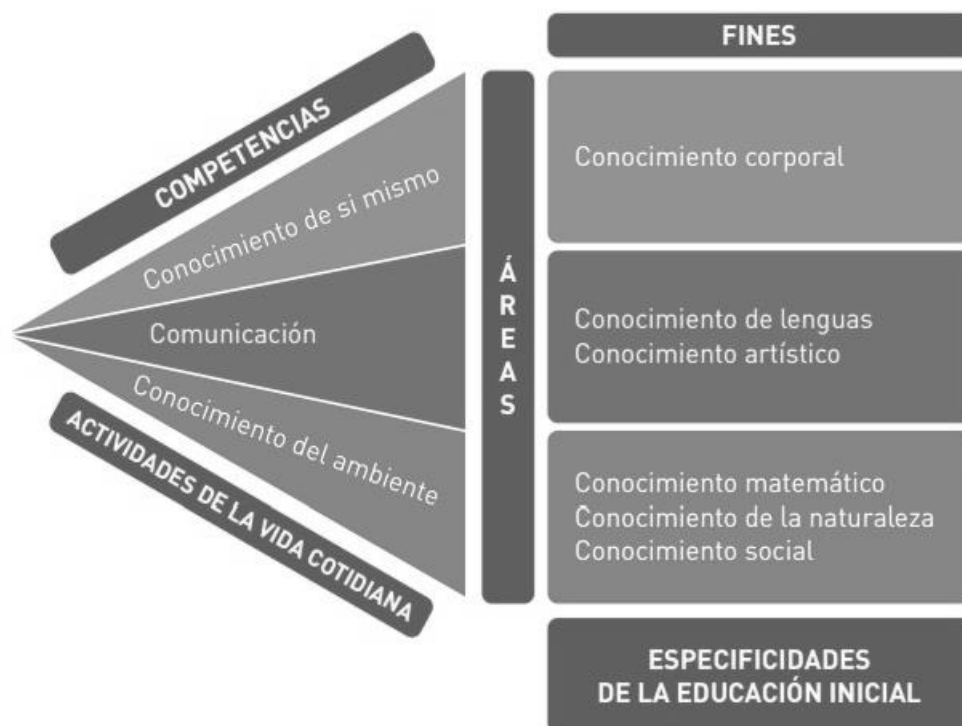 FINES
COMPETENCIAS
Conocimiento de si mismo
Comunicación
Conocimiento del ambiente
ACTIVIDADES DE LA VIDA COTIDIANA
ÁREAS
Conocimiento corporal
Conocimiento de lenguas
Conocimiento artístico
Conocimiento matemático
Conocimiento de la naturaleza
Conocimiento social
ESPECIFICIDADES
DE LA EDUCACIÓN INICIAL